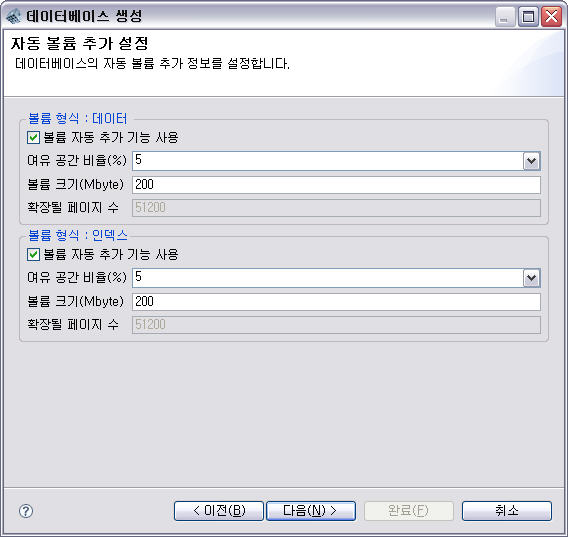 데이터베이스 생성
자동 볼륨 추가 설정
데이터베이스의 자동 볼륨 추가 정보를 설정합니다.
볼륨 형식 : 데이터
볼륨 자동 추가 기능 사용
여유 공간 비율(%) 5
볼륨 크기(Mbyte) 200
확장될 페이지 수 51200
볼륨 형식 : 인덱스
볼륨 자동 추가 기능 사용
여유 공간 비율(%) 5
볼륨 크기(Mbyte) 200
확장될 페이지 수 51200
? < 이전(B) 다음(N) > 완료(F) 취소